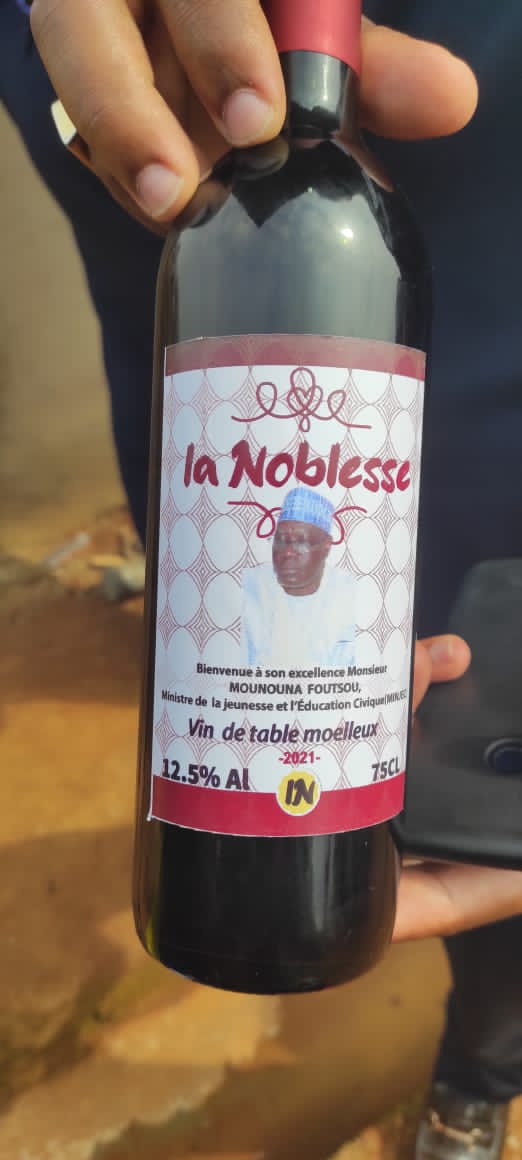 la Noblesse
Bienvenue à son excellence Monsieur
MOUNOUNA FOUTSOU,
Ministre de la jeunesse et l'Éducation Civique(MINJEC)
Vin de table moelleux
-2021-
12.5% Al
75CL
IN